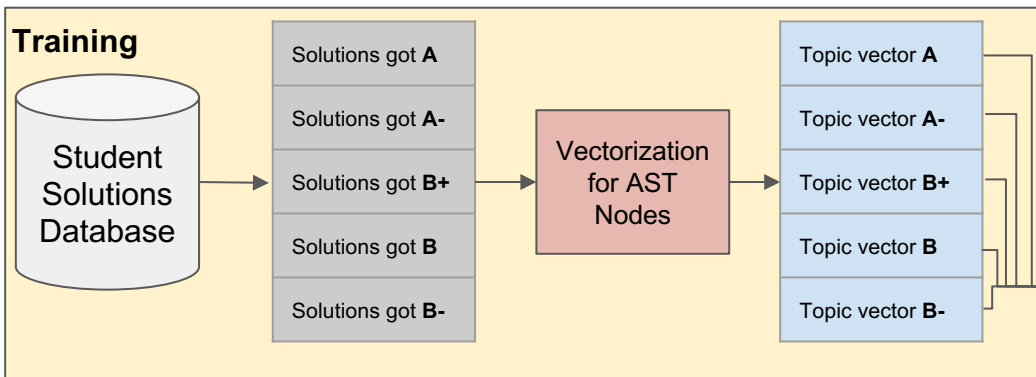 Training
Student
Solutions
Database
Solutions got A
Solutions got A-
Solutions got B+
Solutions got B
Solutions got B-
Vectorization
for AST
Nodes
Topic vector A
Topic vector A-
Topic vector B+
Topic vector B
Topic vector B-